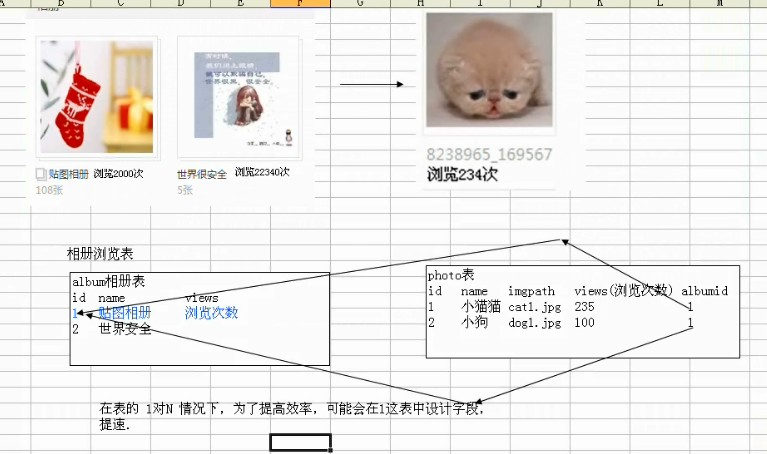 A B C D E F G H I J K L M
贴图相册 浏览2000次
108张
世界很安全 浏览22340次
5张
8238965_169567
浏览234次
相册浏览表
album相册表
id name views
1 贴图相册 浏览次数
2 世界安全
photo表
id name imgpath views(浏览次数) albumid
1 小猫猫 cat1.jpg 235 1
2 小狗 dog1.jpg 100 1
在表的 1对N 情况下，为了提高效率，可能会在1这表中设计字段，
提速.